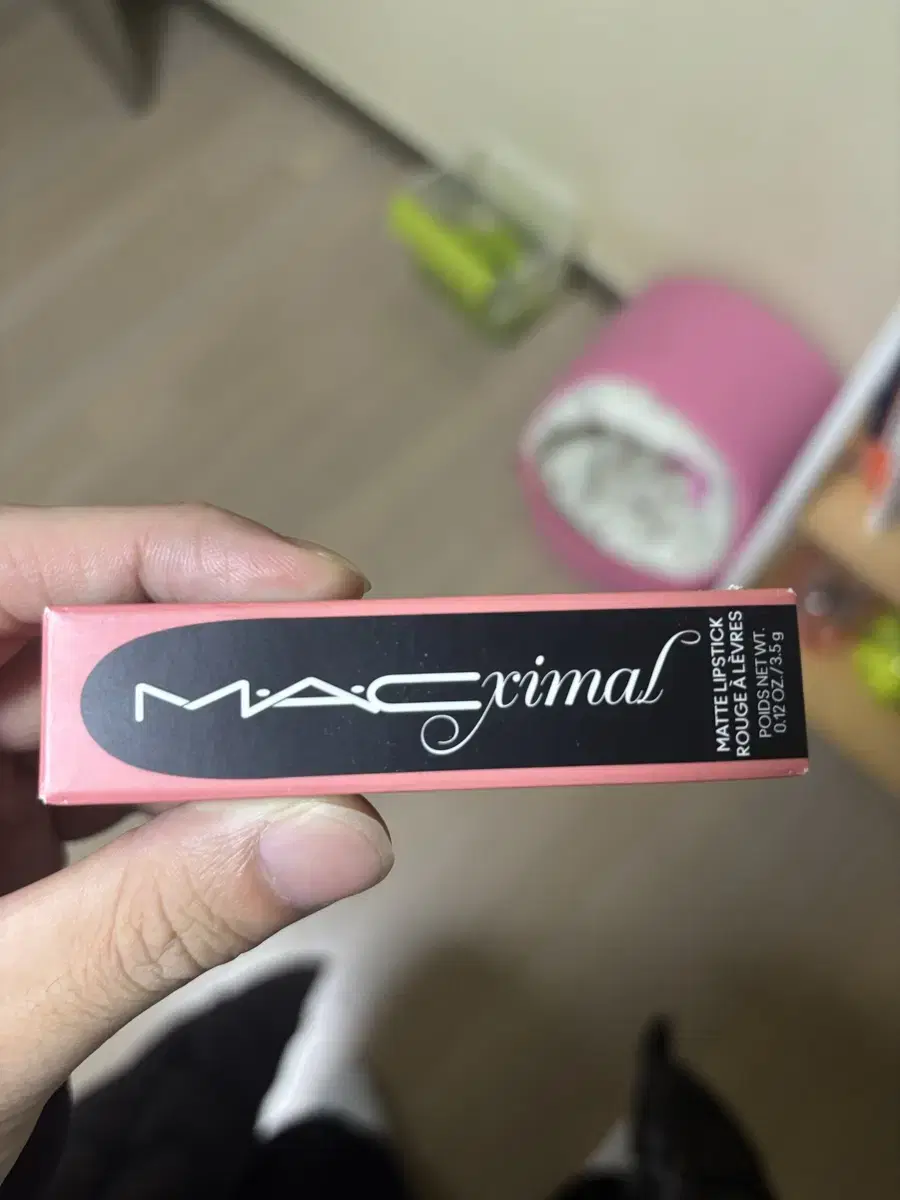 M·A·Cximal
MATTE LIPSTICK
ROUGE À LÈVRES
POIDS NET WT.
0.12 OZ./3.5 g